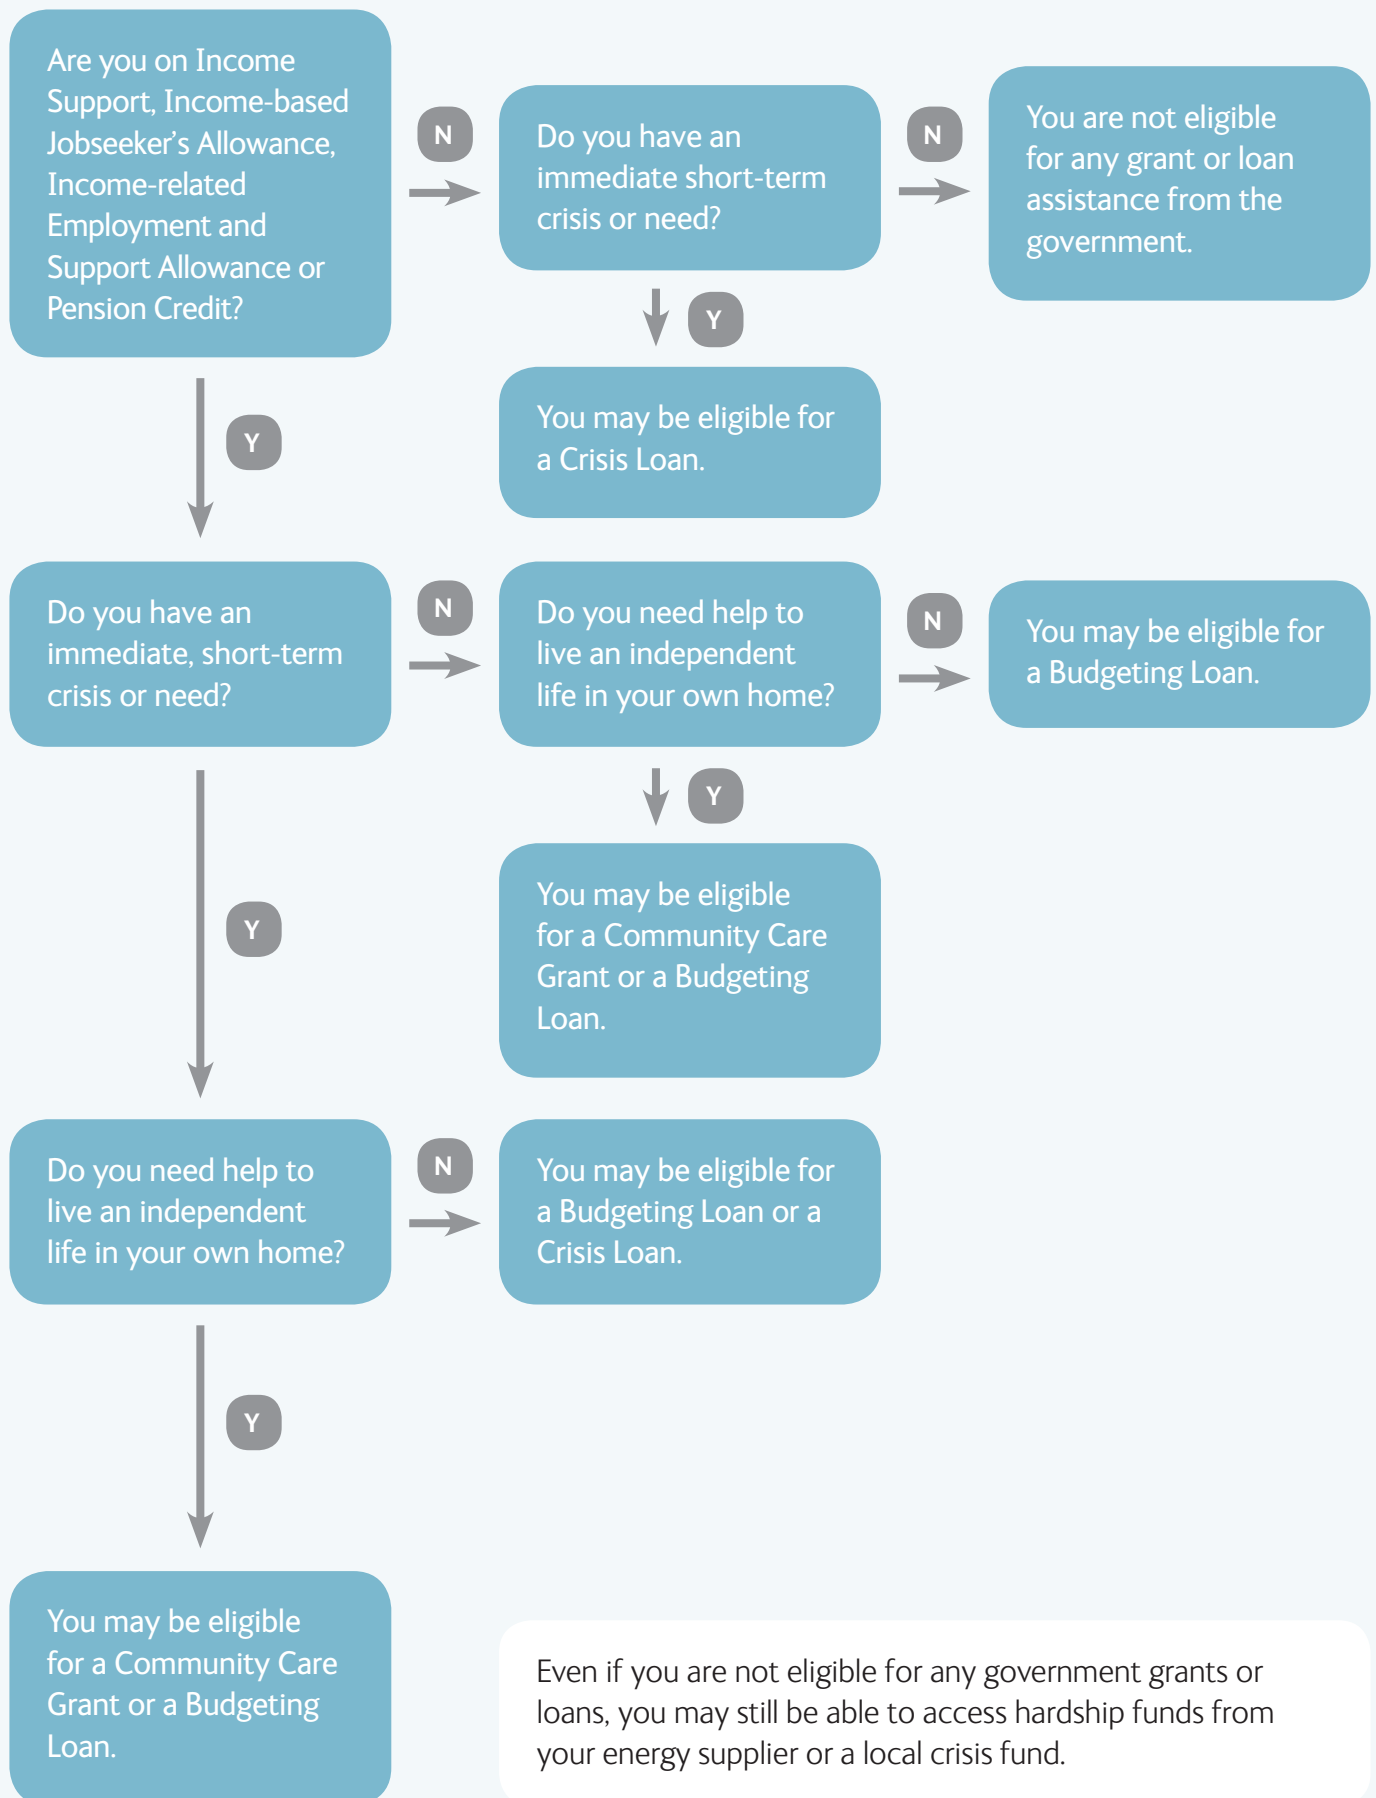 Are you on Income
Support, Income-based
Jobseeker’s Allowance,
Income-related
Employment and
Support Allowance or
Pension Credit?
N
Do you have an
immediate short-term
crisis or need?
N
You are not eligible
for any grant or loan
assistance from the
government.
Y
You may be eligible for
a Crisis Loan.
Y
Do you have an
immediate, short-term
crisis or need?
N
Do you need help to
live an independent
life in your own home?
N
You may be eligible for
a Budgeting Loan.
Y
You may be eligible
for a Community Care
Grant or a Budgeting
Loan.
Y
Do you need help to
live an independent
life in your own home?
N
You may be eligible for
a Budgeting Loan or a
Crisis Loan.
Y
You may be eligible
for a Community Care
Grant or a Budgeting
Loan.
Even if you are not eligible for any government grants or
loans, you may still be able to access hardship funds from
your energy supplier or a local crisis fund.